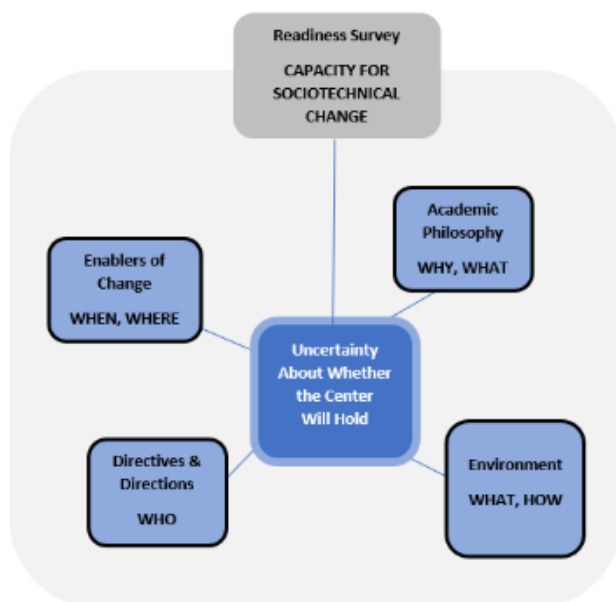 Readiness Survey
CAPACITY FOR
SOCIOTECHNICAL
CHANGE
Academic
Philosophy
WHY, WHAT
Enablers of
Change
WHEN, WHERE
Uncertainty
About Whether
the Center
Will Hold
Directives &
Directions
WHO
Environment
WHAT, HOW